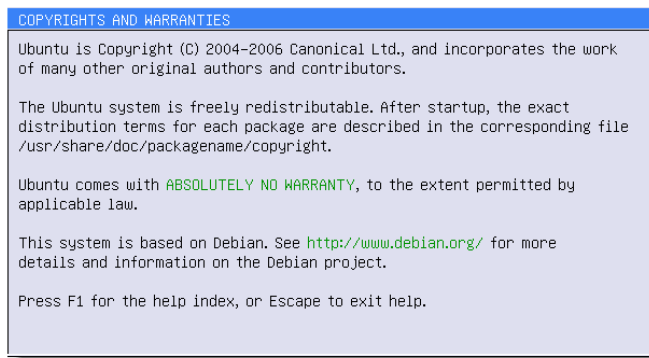 COPYRIGHTS AND WARRANTIES
Ubuntu is Copyright (C) 2004-2006 Canonical Ltd., and incorporates the work
of many other original authors and contributors.
The Ubuntu system is freely redistributable. After startup, the exact
distribution terms for each package are described in the corresponding file
/usr/share/doc/packagename/copyright.
Ubuntu comes with ABSOLUTELY NO WARRANTY, to the extent permitted by
applicable law.
This system is based on Debian. See http://www.debian.org/ for more
details and information on the Debian project.
Press F1 for the help index, or Escape to exit help.